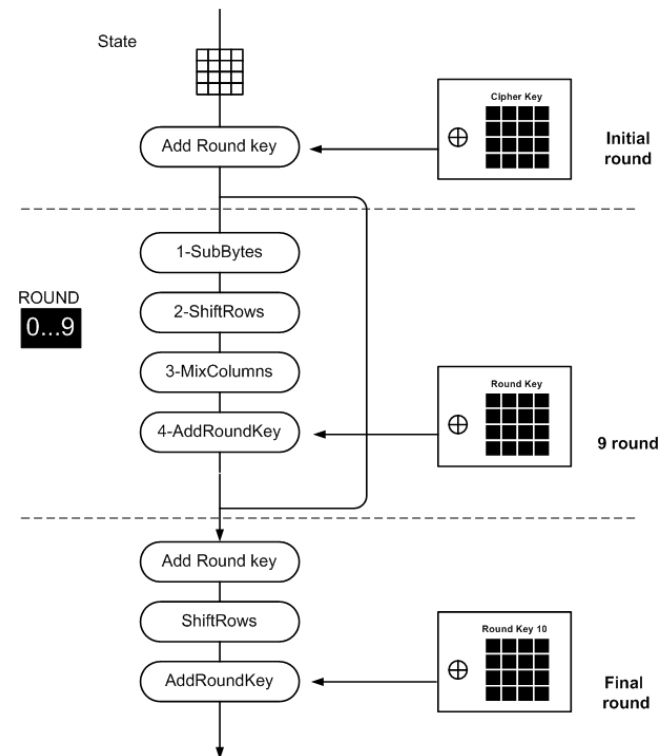 State
Cipher Key
Add Round key
Initial
round
1-SubBytes
ROUND
0...9
2-ShiftRows
3-MixColumns
Round Key
4-AddRoundKey
9 round
Add Round key
ShiftRows
Round Key 10
AddRoundKey
Final
round